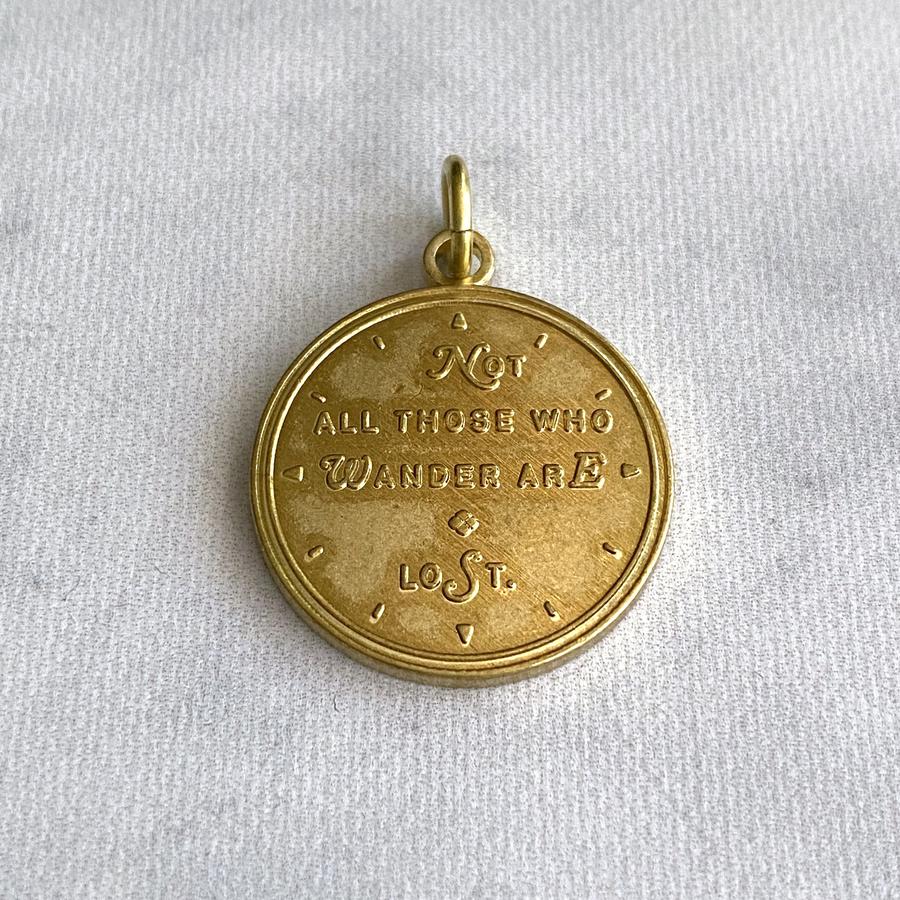 Not
ALL THOSE WHO
WANDER ARE
LOST.